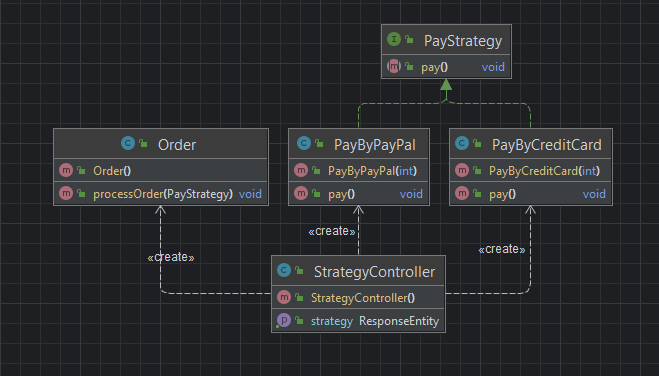 I PayStrategy
m pay() void
C Order
m Order()
m processOrder(PayStrategy) void
C PayByPayPal
m PayByPayPal(int)
m pay() void
C PayByCreditCard
m PayByCreditCard(int)
m pay() void
«create»
«create»
«create»
C StrategyController
m StrategyController()
p strategy ResponseEntity